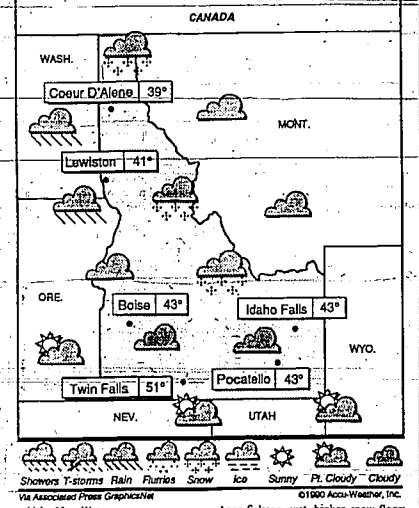 CANADA
WASH.
Coeur D'Alene 39°
MONT.
Lewiston 41°
ORE.
Boise 43°
Idaho Falls 43°
WYO.
Twin Falls 51°
Pocatello 43°
NEV.
UTAH
Showers T-storms Rain Flurries Snow Ice Sunny Pt. Cloudy Cloudy
Via Associated Press GraphicsNet
©1990 Accu-Weather, Inc.